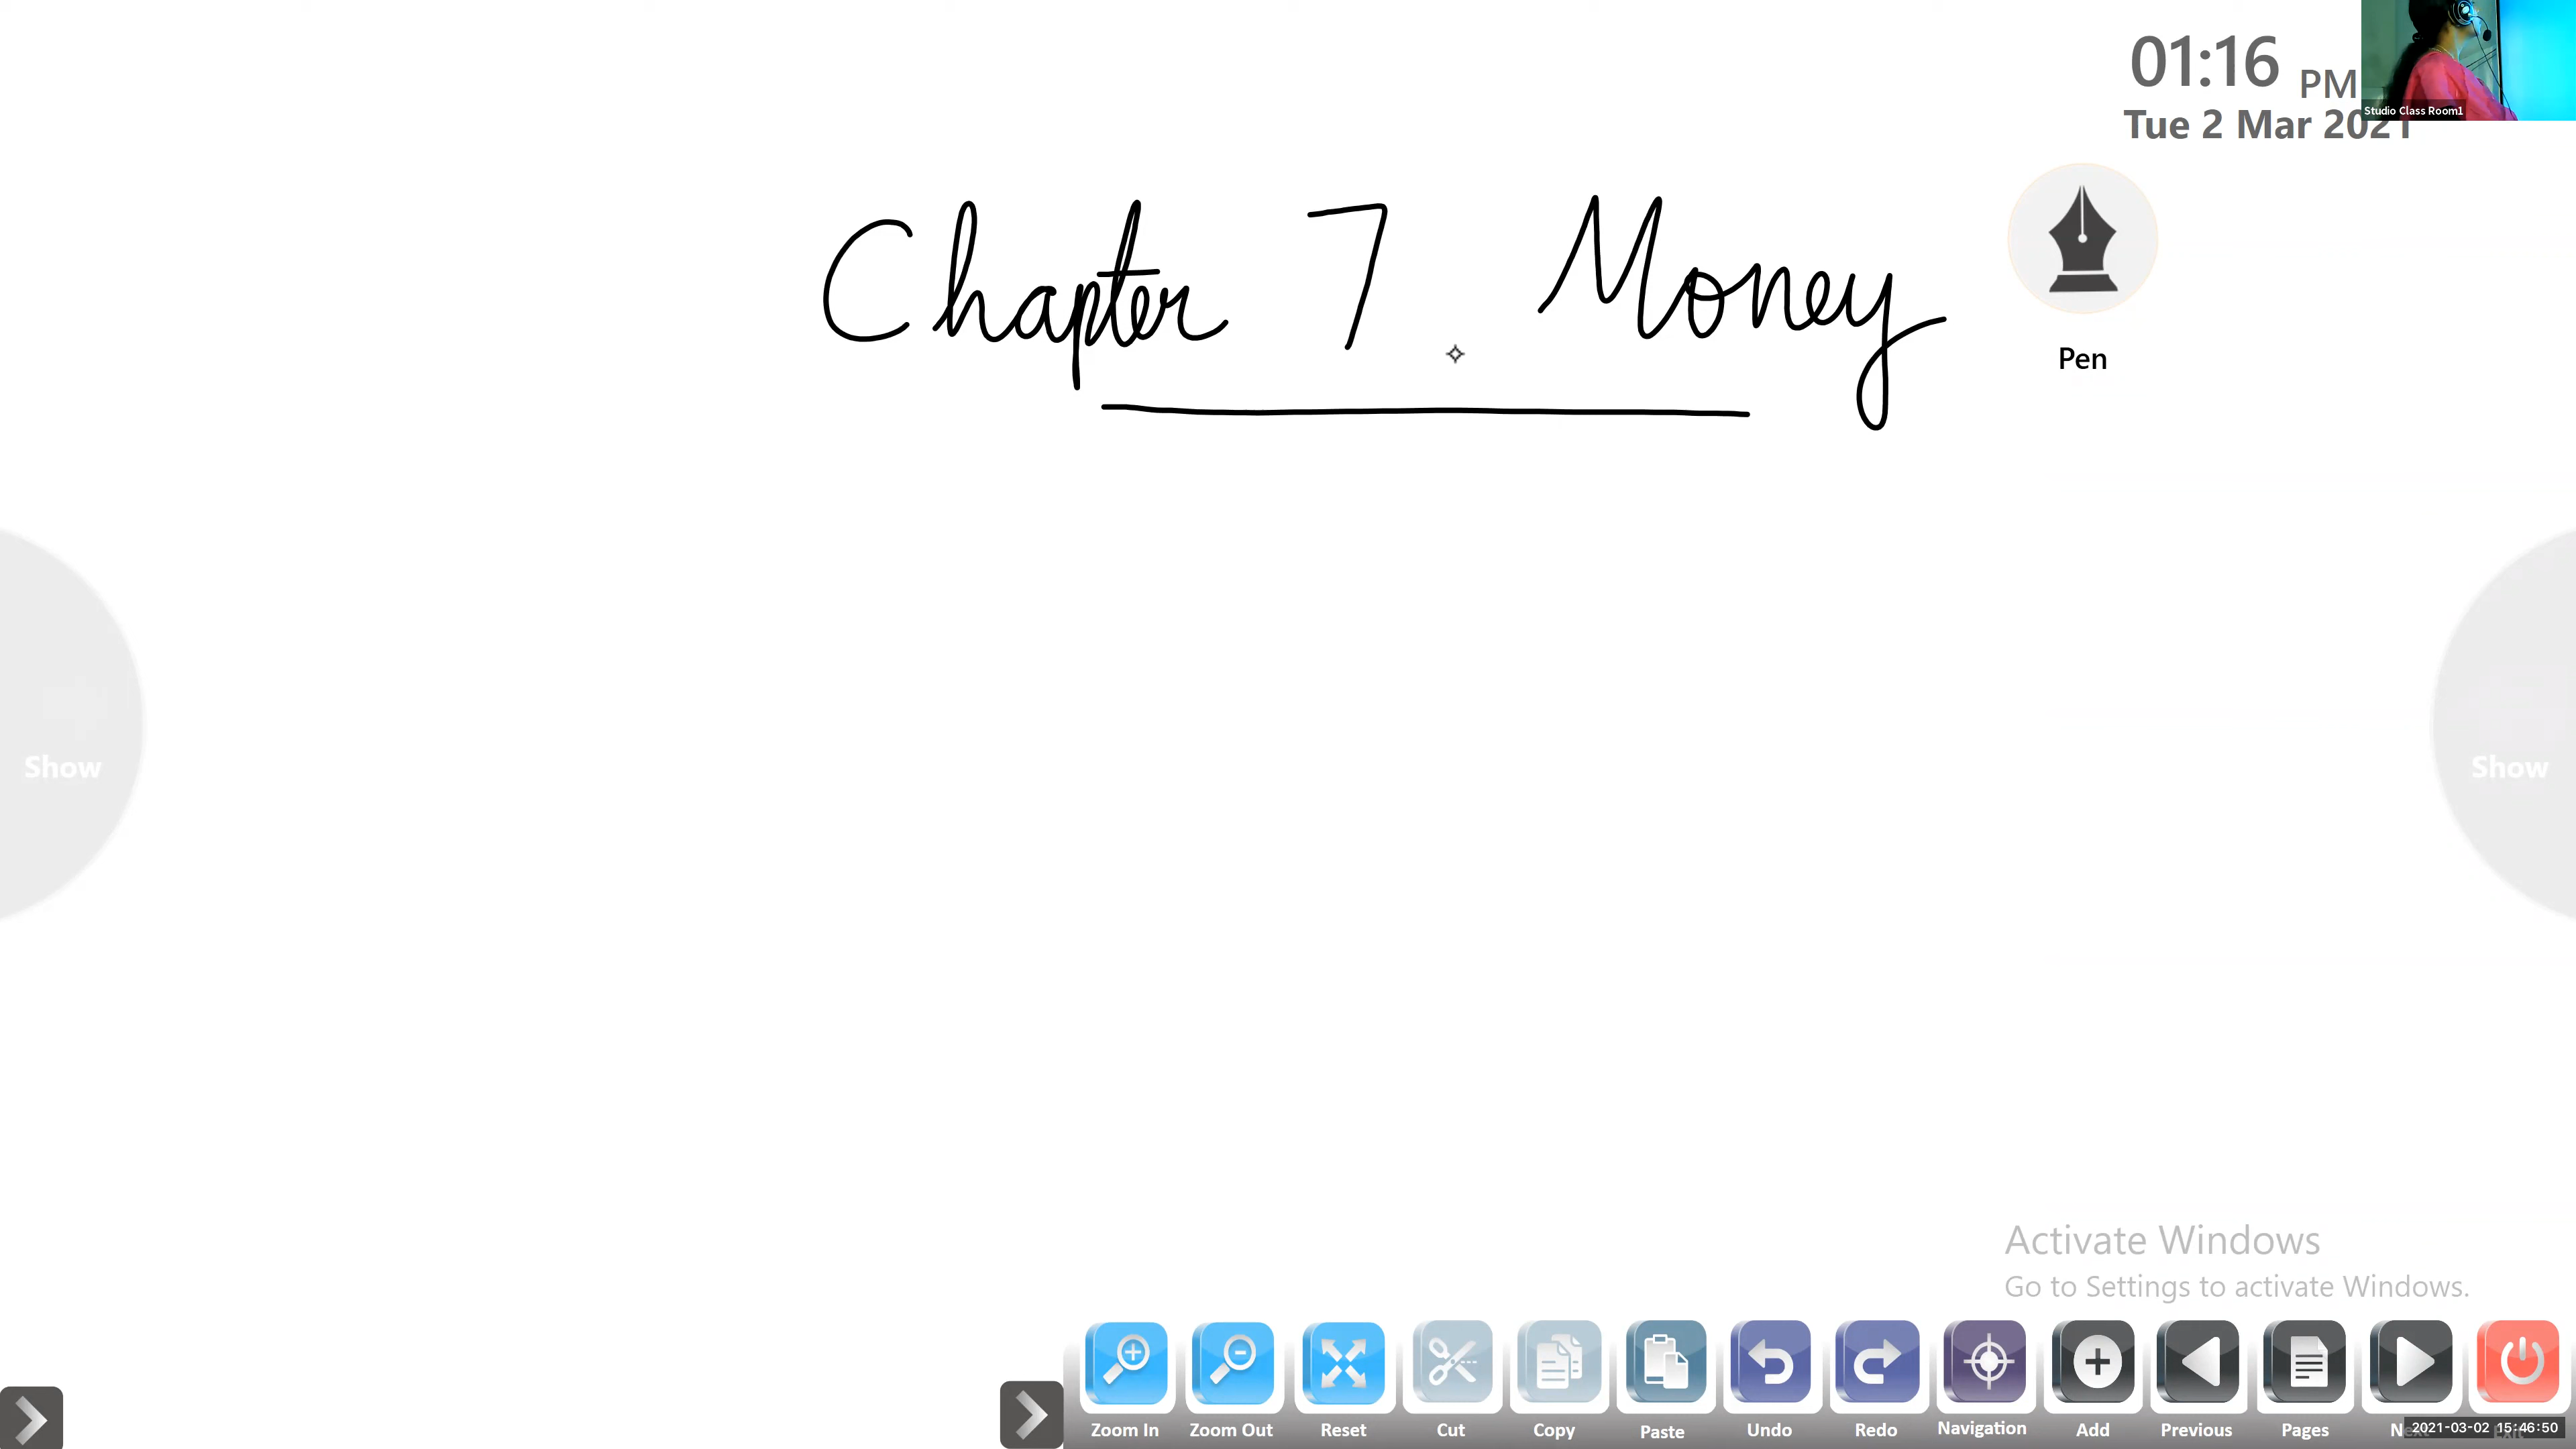 01:16 PM
Studio Class Room1
Tue 2 Mar 2021
Chapter 7. Money
Pen
Show
Show
Activate Windows
Go to Settings to activate Windows.
Zoom In Zoom Out Reset Cut Copy Paste Undo Redo Navigation Add Previous Pages
2021-03-02 15:46:50